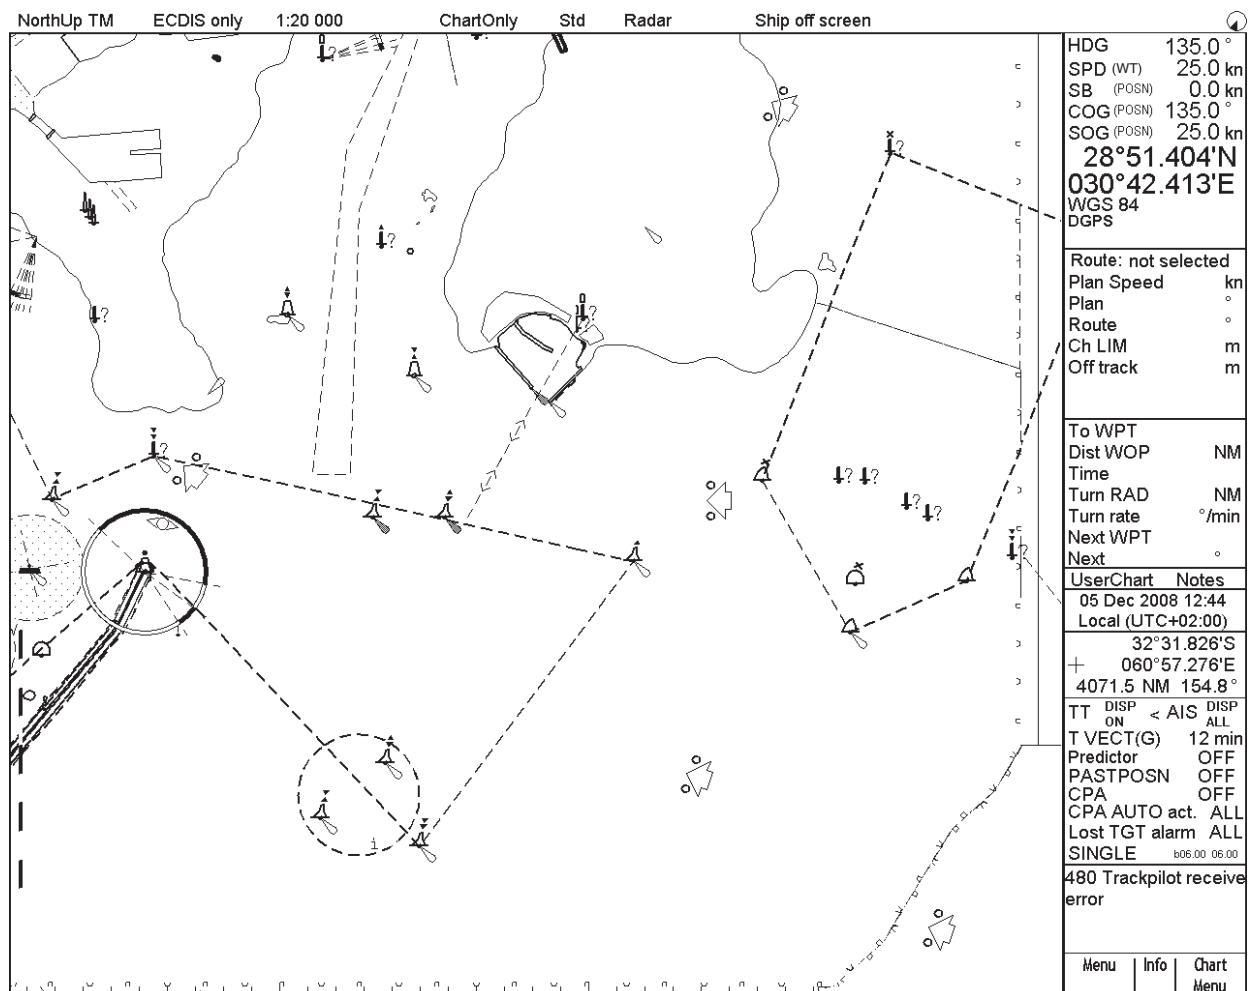 NorthUp TM ECDIS only 1:20 000 ChartOnly Std Radar Ship off screen
HDG 135.0 °
SPD (WT) 25.0 kn
SB (POSN) 0.0 kn
COG (POSN) 135.0 °
SOG (POSN) 25.0 kn
28°51.404'N
030°42.413'E
WGS 84
DGPS
Route: not selected
Plan Speed kn
Plan °
Route °
Ch LIM m
Off track m
To WPT
Dist WOP NM
Time
Turn RAD NM
Turn rate °/min
Next WPT
Next °
UserChart Notes
05 Dec 2008 12:44
Local (UTC+02:00)
32°31.826'S
060°57.276'E
4071.5 NM 154.8°
TT DISP ON < AIS DISP ALL
T VECT(G) 12 min
Predictor OFF
PASTPOSN OFF
CPA OFF
CPA AUTO act. ALL
Lost TGT alarm ALL
SINGLE b06.00 06.00
480 Trackpilot receive
error
Menu Info Chart
Menu
?
?
?
?
?
?
?
?
?
?
?
?
?
i
i